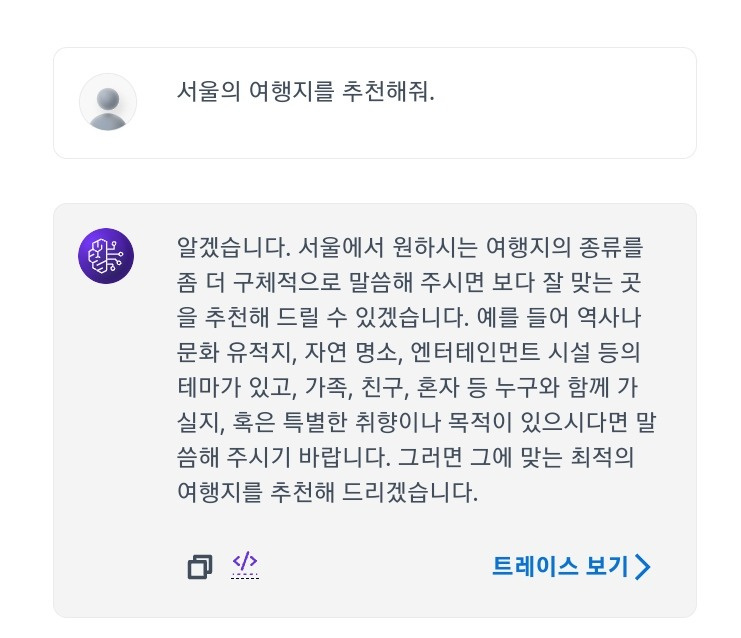 서울의 여행지를 추천해줘.
알겠습니다. 서울에서 원하시는 여행지의 종류를
좀 더 구체적으로 말씀해 주시면 보다 잘 맞는 곳
을 추천해 드릴 수 있겠습니다. 예를 들어 역사나
문화 유적지, 자연 명소, 엔터테인먼트 시설 등의
테마가 있고, 가족, 친구, 혼자 등 누구와 함께 가
실지, 혹은 특별한 취향이나 목적이 있으시다면 말
씀해 주시기 바랍니다. 그러면 그에 맞는 최적의
여행지를 추천해 드리겠습니다.
트레이스 보기